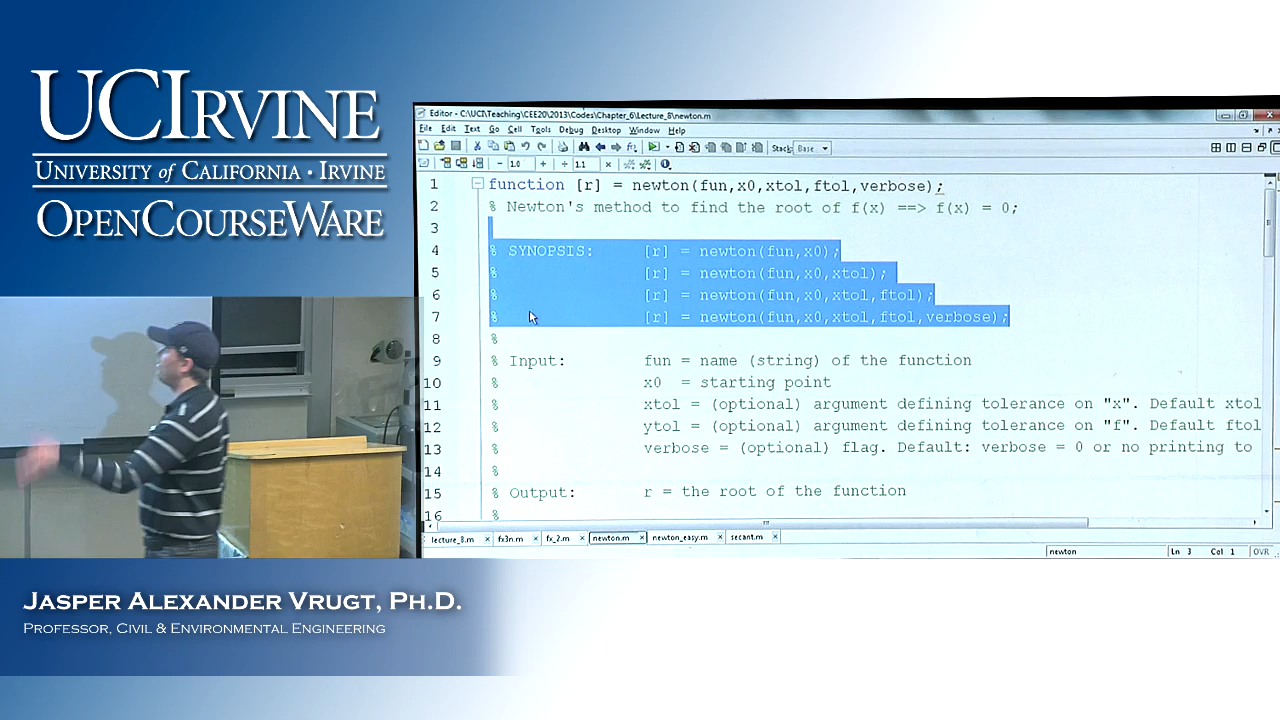 UCIRVINE
UNIVERSITY of CALIFORNIA · IRVINE
OPENCOURSEWARE
Editor - C:\UCI\Teaching\CEE20\2013\Codes\Chapter_6\Lecture_8\newton.m
File Edit Text Go Cell Tools Debug Desktop Window Help
Stack: Base
1.0 + ÷ 1.1 ×
1 function [r] = newton(fun,x0,xtol,ftol,verbose);
2 % Newton's method to find the root of f(x) ==> f(x) = 0;
3
4 % SYNOPSIS: [r] = newton(fun,x0);
5 % [r] = newton(fun,x0,xtol);
6 % [r] = newton(fun,x0,xtol,ftol);
7 % [r] = newton(fun,x0,xtol,ftol,verbose);
8 %
9 % Input: fun = name (string) of the function
10 % x0 = starting point
11 % xtol = (optional) argument defining tolerance on "x". Default xtol
12 % ytol = (optional) argument defining tolerance on "f". Default ftol
13 % verbose = (optional) flag. Default: verbose = 0 or no printing to
14 %
15 % Output: r = the root of the function
16 %
lecture_8.m × fx3n.m × fx_2.m × newton.m × newton_easy.m × secant.m ×
newton Ln 3 Col 1 OVR
JASPER ALEXANDER VRUGT, PH.D.
PROFESSOR, CIVIL & ENVIRONMENTAL ENGINEERING